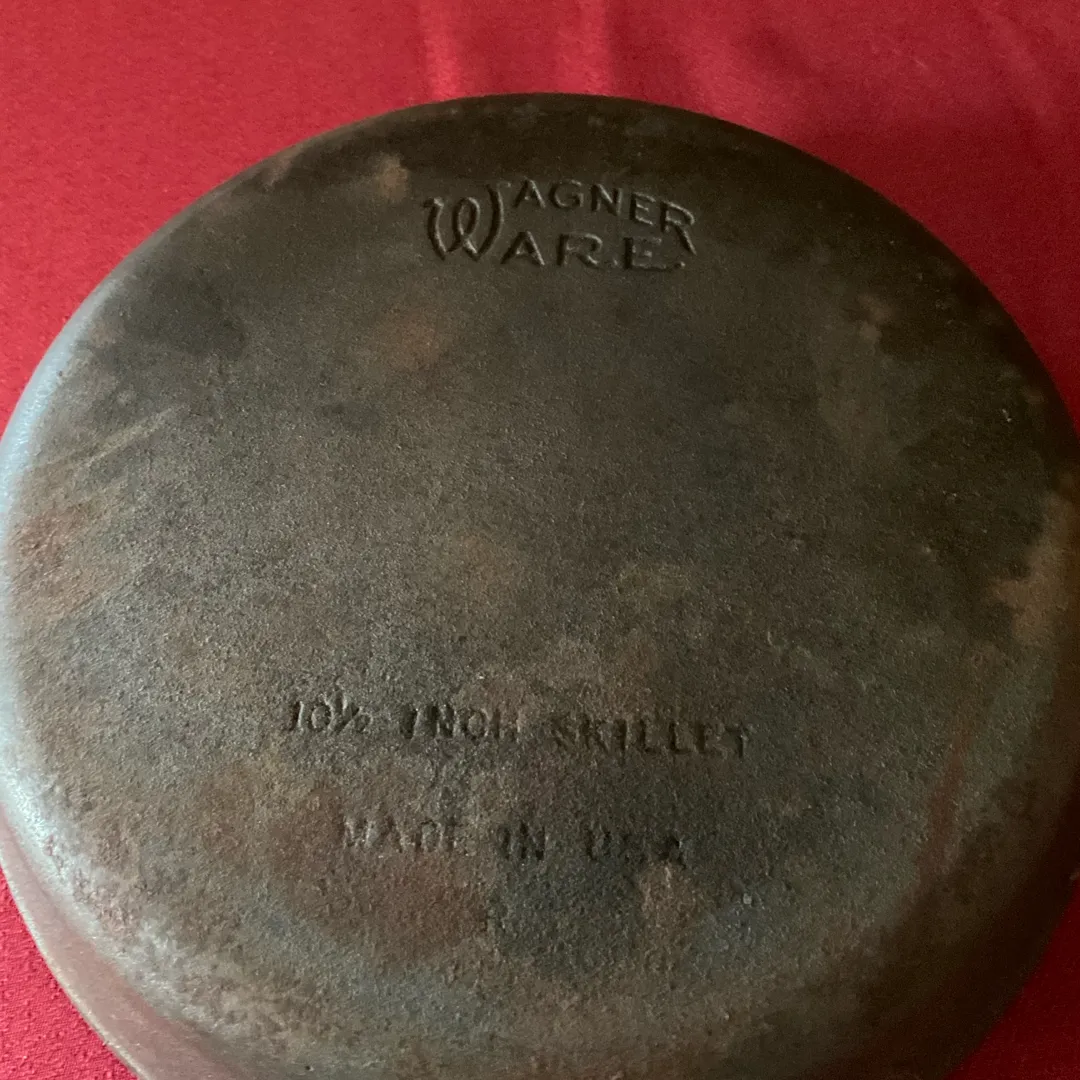 WAGNER
WARE
10½ INCH SKILLET
MADE IN USA